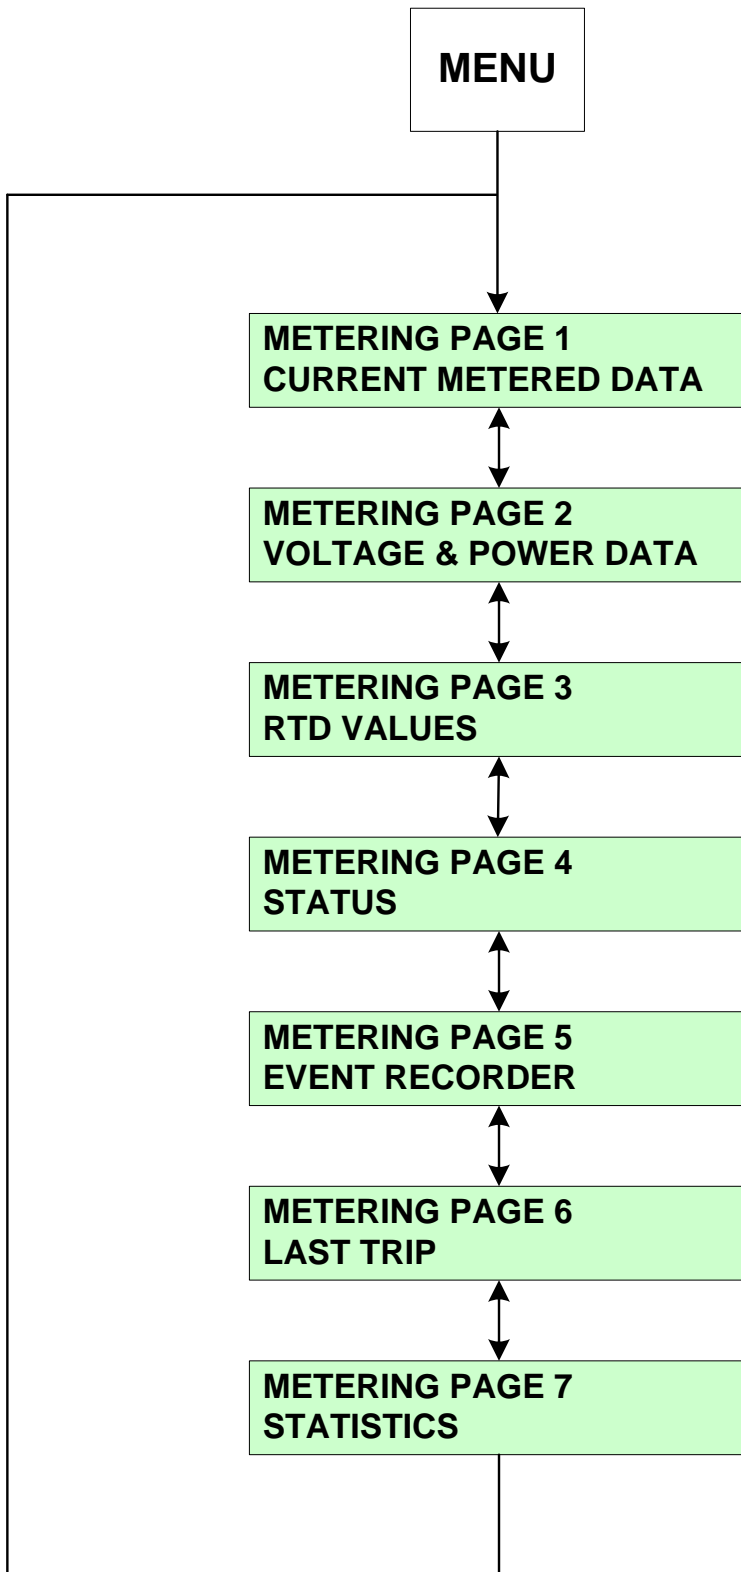 MENU
METERING PAGE 1
CURRENT METERED DATA
METERING PAGE 2
VOLTAGE & POWER DATA
METERING PAGE 3
RTD VALUES
METERING PAGE 4
STATUS
METERING PAGE 5
EVENT RECORDER
METERING PAGE 6
LAST TRIP
METERING PAGE 7
STATISTICS